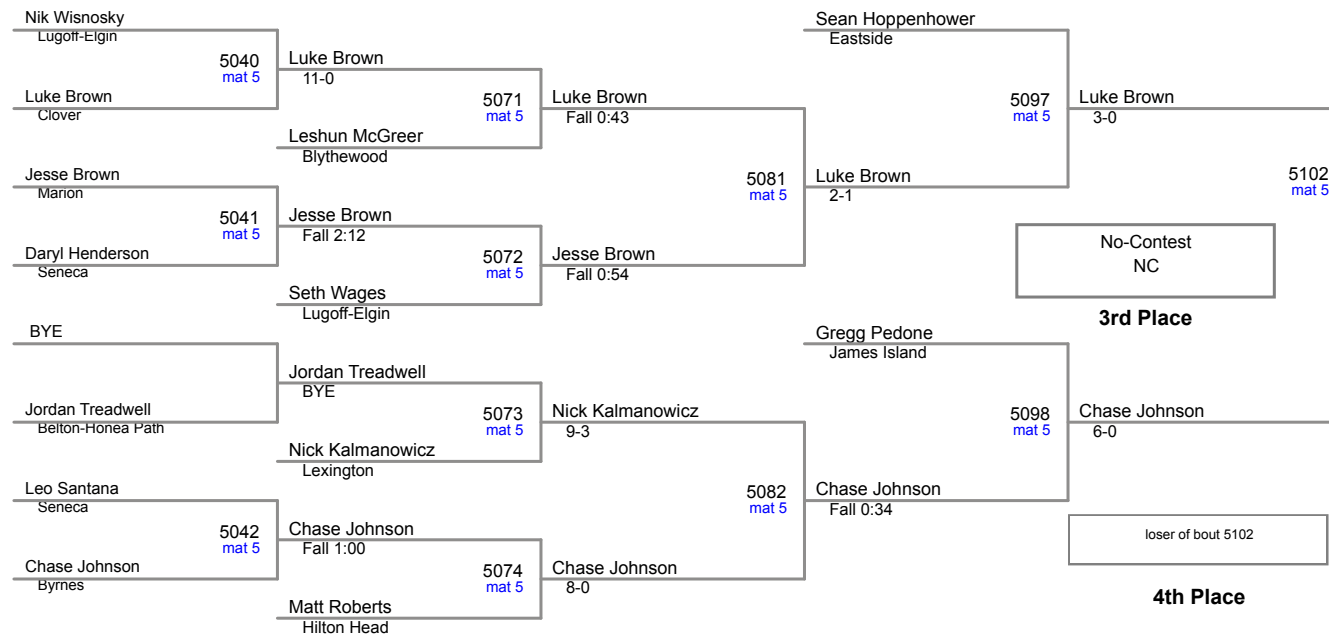 Nik Wisnosky
Lugoff-Elgin
5040
mat 5
Luke Brown
Clover
Luke Brown
11-0
5071
mat 5
Leshun McGreer
Blythewood
Luke Brown
Fall 0:43
Jesse Brown
Marion
5041
mat 5
Daryl Henderson
Seneca
Jesse Brown
Fall 2:12
5072
mat 5
Seth Wages
Lugoff-Elgin
Jesse Brown
Fall 0:54
5081
mat 5
Luke Brown
2-1
Sean Hoppenhower
Eastside
5097
mat 5
Luke Brown
3-0
5102
mat 5
No-Contest
NC
3rd Place
BYE
Jordan Treadwell
Belton-Honea Path
Jordan Treadwell
BYE
5073
mat 5
Nick Kalmanowicz
Lexington
Nick Kalmanowicz
9-3
Leo Santana
Seneca
5042
mat 5
Chase Johnson
Byrnes
Chase Johnson
Fall 1:00
5074
mat 5
Matt Roberts
Hilton Head
Chase Johnson
8-0
5082
mat 5
Chase Johnson
Fall 0:34
Gregg Pedone
James Island
5098
mat 5
Chase Johnson
6-0
loser of bout 5102
4th Place